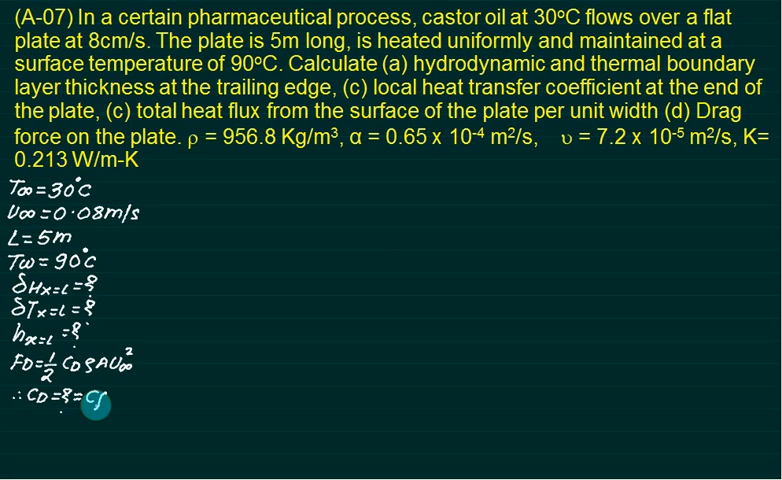 (A-07) In a certain pharmaceutical process, castor oil at 30⁰C flows over a flat
plate at 8cm/s. The plate is 5m long, is heated uniformly and maintained at a
surface temperature of 90⁰C. Calculate (a) hydrodynamic and thermal boundary
layer thickness at the trailing edge, (c) local heat transfer coefficient at the end of
the plate, (c) total heat flux from the surface of the plate per unit width (d) Drag
force on the plate. ρ = 956.8 Kg/m³, α = 0.65 x 10⁻⁴ m²/s, υ = 7.2 x 10⁻⁵ m²/s, K=
0.213 W/m-K
T∞ = 30°C
U∞ = 0.08m/s
L = 5m
Tw = 90°C
δHx=L = ?
δTx=L = ?
hx=L = ?
FD = 1/2 CD ρ A U∞²
∴ CD = ? = Cf